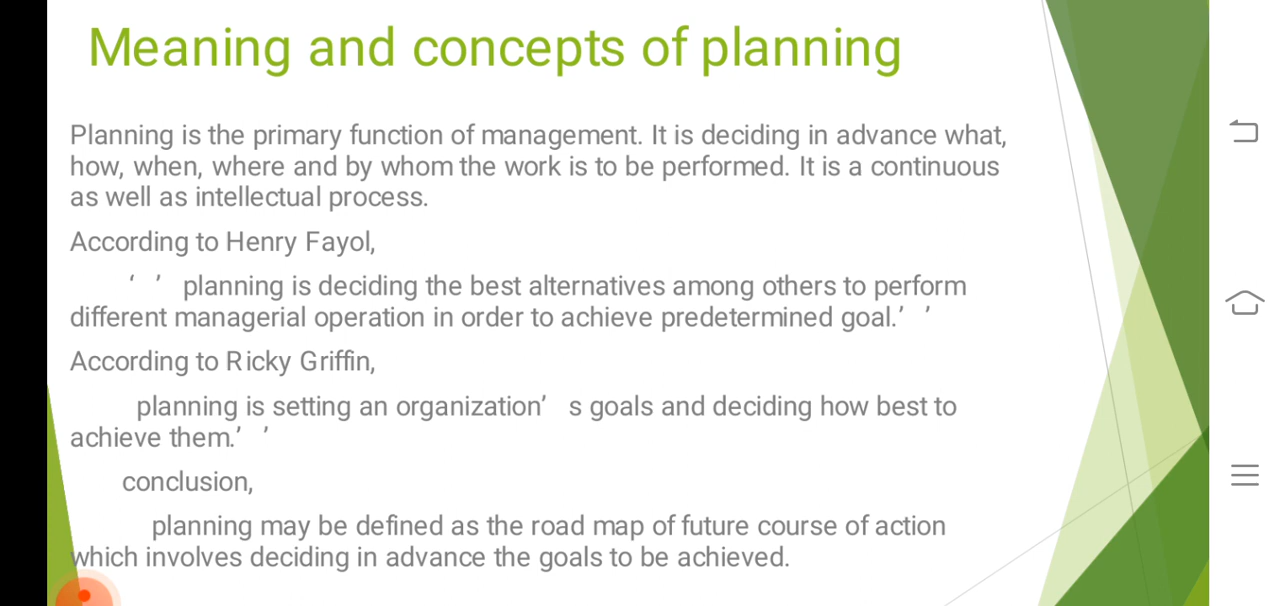 Meaning and concepts of planning
Planning is the primary function of management. It is deciding in advance what,
how, when, where and by whom the work is to be performed. It is a continuous
as well as intellectual process.
According to Henry Fayol,
‘ ’ planning is deciding the best alternatives among others to perform
different managerial operation in order to achieve predetermined goal.’ ’
According to Ricky Griffin,
planning is setting an organization’ s goals and deciding how best to
achieve them.’ ’
conclusion,
planning may be defined as the road map of future course of action
which involves deciding in advance the goals to be achieved.